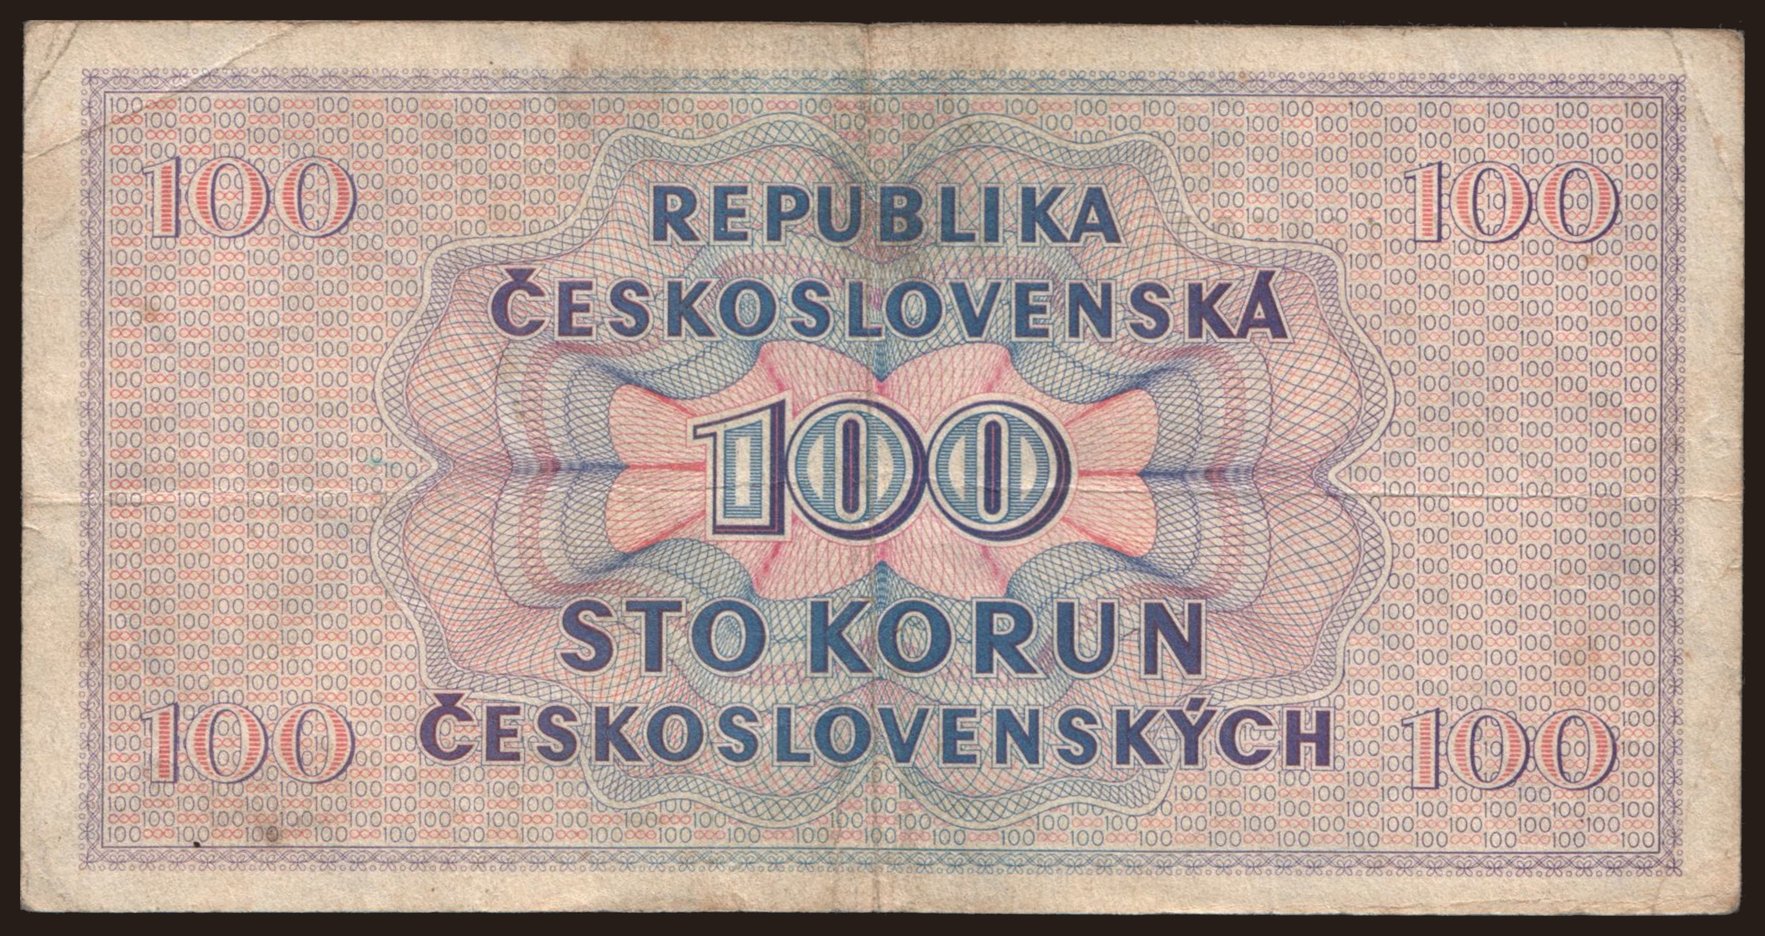 100 100
REPUBLIKA
ČESKOSLOVENSKÁ
100
STO KORUN
ČESKOSLOVENSKÝCH
100 100